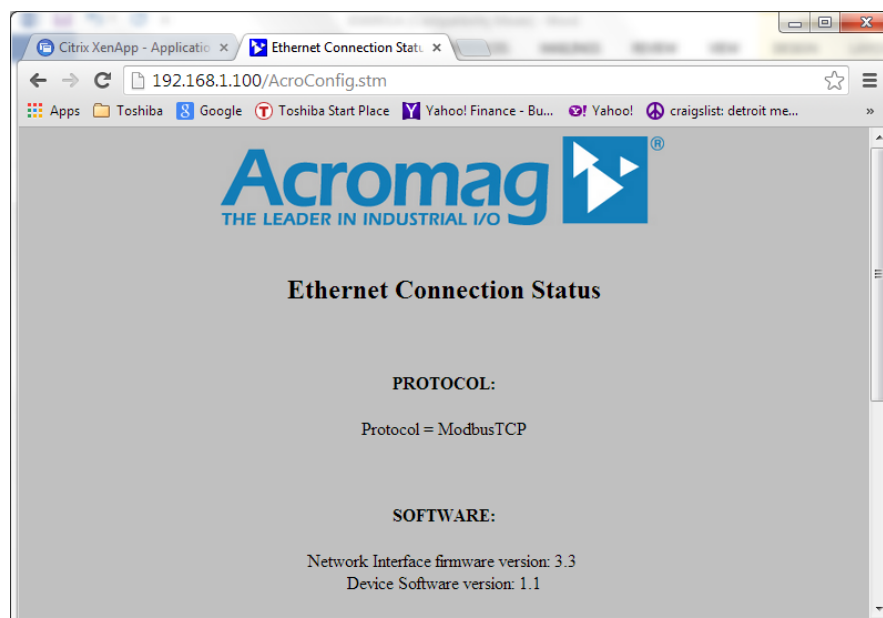 Citrix XenApp - Applicatio
Ethernet Connection Statu
192.168.1.100/AcroConfig.stm
Apps Toshiba Google Toshiba Start Place Yahoo! Finance - Bu... Yahoo! craigslist: detroit me... »
Acromag®
THE LEADER IN INDUSTRIAL I/O
Ethernet Connection Status
PROTOCOL:
Protocol = ModbusTCP
SOFTWARE:
Network Interface firmware version: 3.3
Device Software version: 1.1